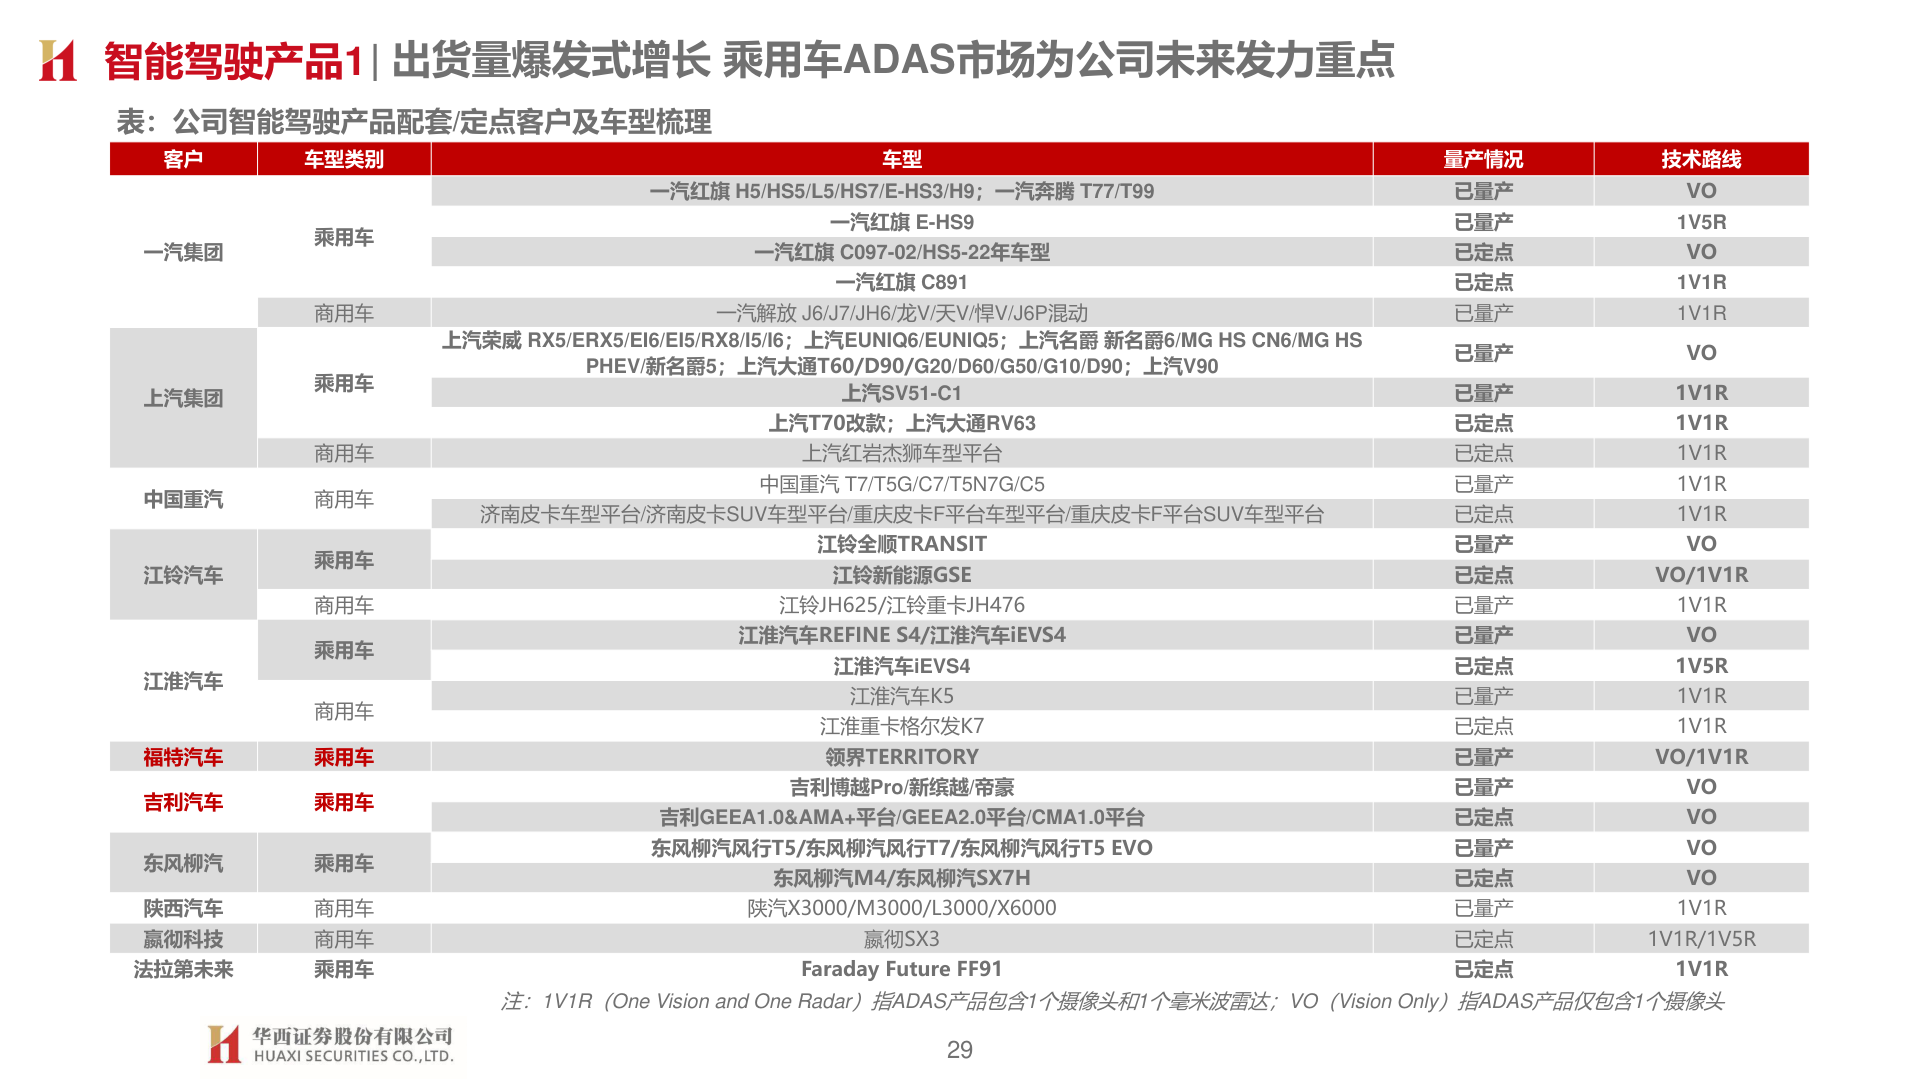 智能驾驶产品1| 出货量爆发式增长 乘用车ADAS市场为公司未来发力重点
表：公司智能驾驶产品配套/定点客户及车型梳理
客户 车型类别 车型 量产情况 技术路线
一汽集团 乘用车 一汽红旗 H5/HS5/L5/HS7/E-HS3/H9；一汽奔腾 T77/T99 已量产 VO
一汽红旗 E-HS9 已量产 1V5R
一汽红旗 C097-02/HS5-22年车型 已定点 VO
一汽红旗 C891 已定点 1V1R
商用车 一汽解放 J6/J7/JH6/龙V/天V/悍V/J6P混动 已量产 1V1R
上汽集团 乘用车 上汽荣威 RX5/ERX5/EI6/EI5/RX8/I5/I6；上汽EUNIQ6/EUNIQ5；上汽名爵 新名爵6/MG HS CN6/MG HS
PHEV/新名爵5；上汽大通T60/D90/G20/D60/G50/G10/D90；上汽V90 已量产 VO
上汽SV51-C1 已量产 1V1R
上汽T70改款；上汽大通RV63 已定点 1V1R
商用车 上汽红岩杰狮车型平台 已定点 1V1R
中国重汽 商用车 中国重汽 T7/T5G/C7/T5N7G/C5 已量产 1V1R
济南皮卡车型平台/济南皮卡SUV车型平台/重庆皮卡F平台车型平台/重庆皮卡F平台SUV车型平台 已定点 1V1R
江铃汽车 乘用车 江铃全顺TRANSIT 已量产 VO
江铃新能源GSE 已定点 VO/1V1R
商用车 江铃JH625/江铃重卡JH476 已量产 1V1R
江淮汽车 乘用车 江淮汽车REFINE S4/江淮汽车iEVS4 已量产 VO
江淮汽车iEVS4 已定点 1V5R
商用车 江淮汽车K5 已量产 1V1R
江淮重卡格尔发K7 已定点 1V1R
福特汽车 乘用车 领界TERRITORY 已量产 VO/1V1R
吉利汽车 乘用车 吉利博越Pro/新缤越/帝豪 已量产 VO
吉利GEEA1.0&AMA+平台/GEEA2.0平台/CMA1.0平台 已定点 VO
东风柳汽 乘用车 东风柳汽风行T5/东风柳汽风行T7/东风柳汽风行T5 EVO 已量产 VO
东风柳汽M4/东风柳汽SX7H 已定点 VO
陕西汽车 商用车 陕汽X3000/M3000/L3000/X6000 已量产 1V1R
嬴彻科技 商用车 嬴彻SX3 已定点 1V1R/1V5R
法拉第未来 乘用车 Faraday Future FF91 已定点 1V1R
注：1V1R（One Vision and One Radar）指ADAS产品包含1个摄像头和1个毫米波雷达；VO（Vision Only）指ADAS产品仅包含1个摄像头
华西证券股份有限公司
HUAXI SECURITIES CO.,LTD.
29